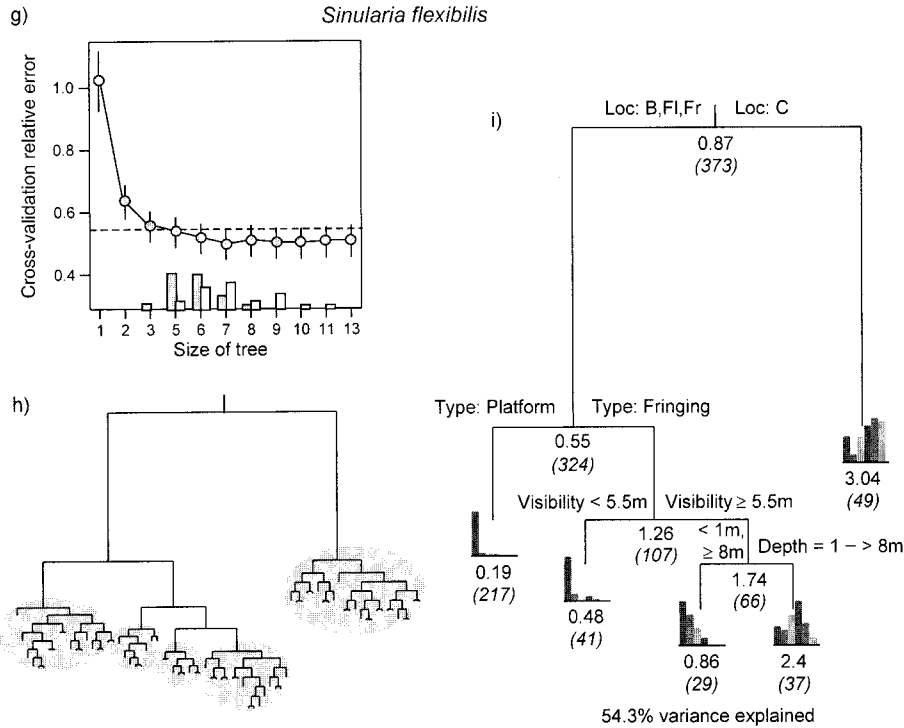 g)
Sinularia flexibilis
Cross-validation relative error
1.0
0.8
0.6
0.4
1 2 3 5 6 7 8 9 10 11 13
Size of tree
h)
i)
Loc: B,Fl,Fr Loc: C
0.87
(373)
Type: Platform Type: Fringing
0.55
(324)
3.04
(49)
Visibility < 5.5m Visibility ≥ 5.5m
0.19
(217)
1.26
(107)
< 1m,
≥ 8m
Depth = 1 – > 8m
0.48
(41)
1.74
(66)
0.86
(29)
2.4
(37)
54.3% variance explained